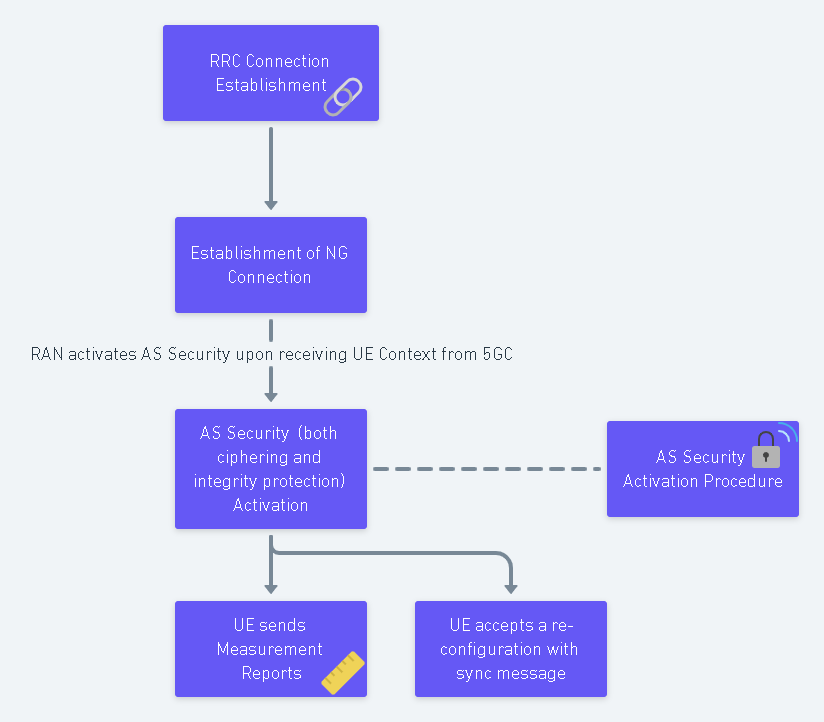 RRC Connection
Establishment
Establishment of NG
Connection
RAN activates AS Security upon receiving UE Context from 5GC
AS Security (both
ciphering and
integrity protection)
Activation
AS Security
Activation Procedure
UE sends
Measurement
Reports
UE accepts a re-
configuration with
sync message